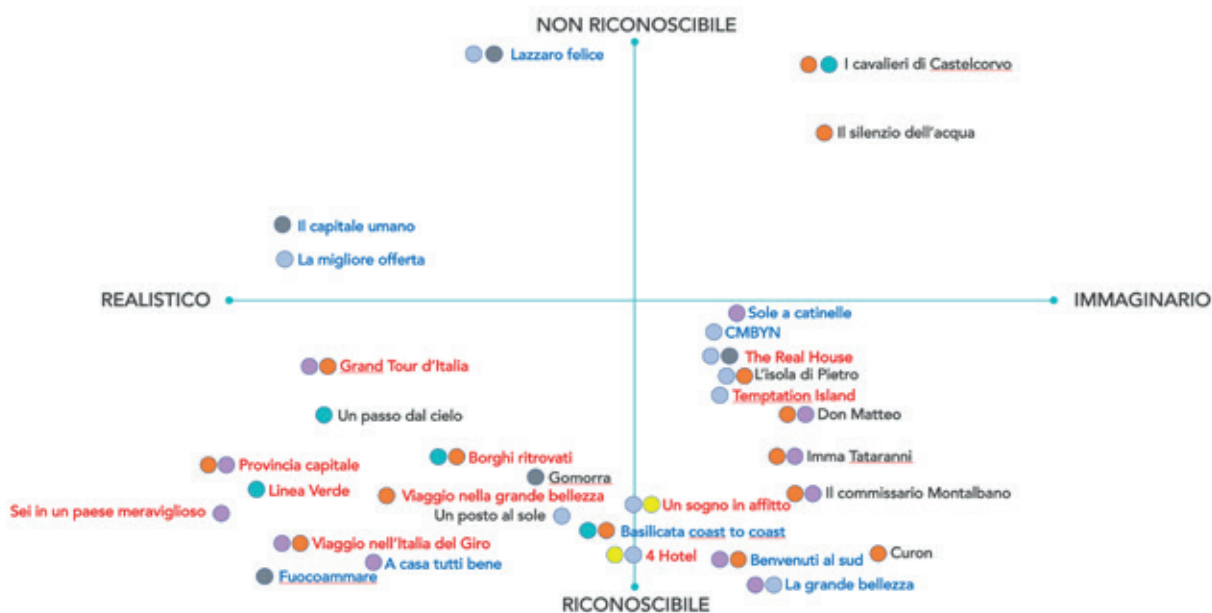 NON RICONOSCIBILE
Lazzaro felice
I cavalieri di Castelcorvo
Il silenzio dell'acqua
Il capitale umano
La migliore offerta
REALISTICO
IMMAGINARIO
Sole a catinelle
CMBYN
The Real House
Grand Tour d'Italia
L'isola di Pietro
Temptation Island
Un passo dal cielo
Don Matteo
Provincia capitale
Borghi ritrovati
Imma Tataranni
Gomorra
Linea Verde
Viaggio nella grande bellezza
Il commissario Montalbano
Un sogno in affitto
Sei in un paese meraviglioso
Un posto al sole
Basilicata coast to coast
Viaggio nell'Italia del Giro
4 Hotel
Curon
A casa tutti bene
Benvenuti al sud
Fuocoammare
La grande bellezza
RICONOSCIBILE